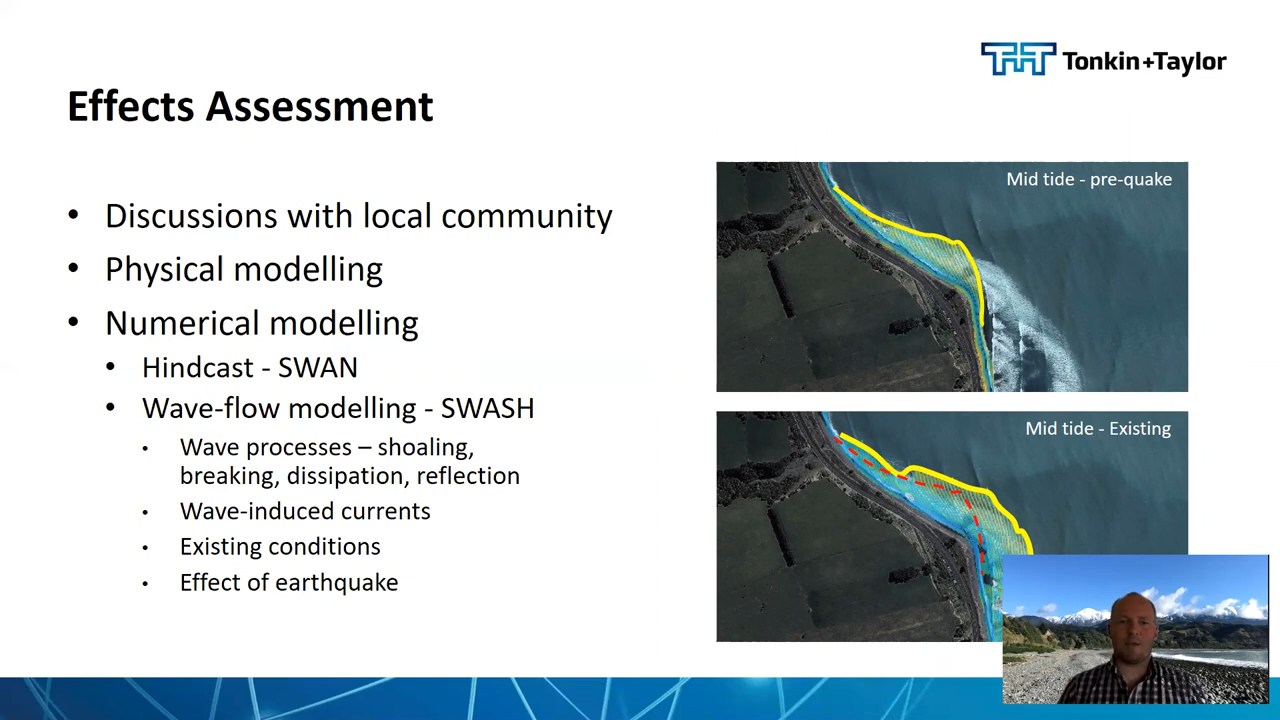 Tonkin+Taylor
Effects Assessment
• Discussions with local community
• Physical modelling
• Numerical modelling
• Hindcast - SWAN
• Wave-flow modelling - SWASH
• Wave processes – shoaling,
breaking, dissipation, reflection
• Wave-induced currents
• Existing conditions
• Effect of earthquake
Mid tide - pre-quake
Mid tide - Existing